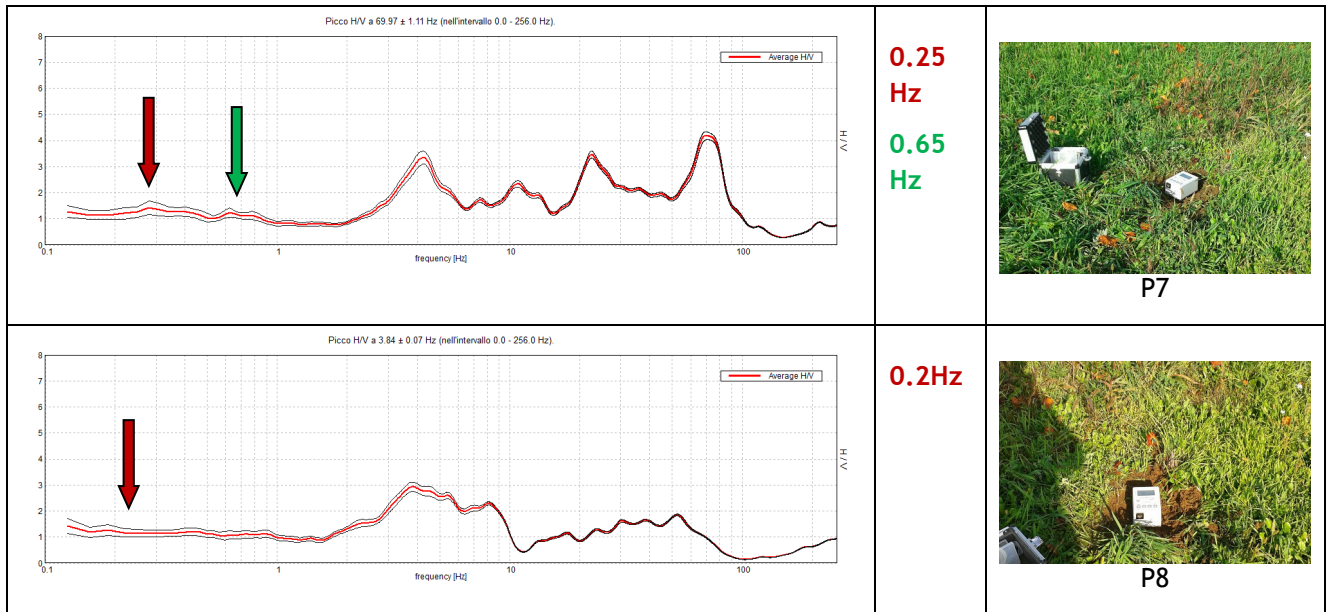 Picco H/V a 69.97 ± 1.11 Hz (nell'intervallo 0.0 - 256.0 Hz).
8
7
6
5
4
3
2
1
0
Average H/V
H / V
0.1
1
10
100
frequency [Hz]
0.25
Hz
0.65
Hz
P7
Picco H/V a 3.84 ± 0.07 Hz (nell'intervallo 0.0 - 256.0 Hz).
8
7
6
5
4
3
2
1
0
Average H/V
H / V
0.1
1
10
100
frequency [Hz]
0.2Hz
P8